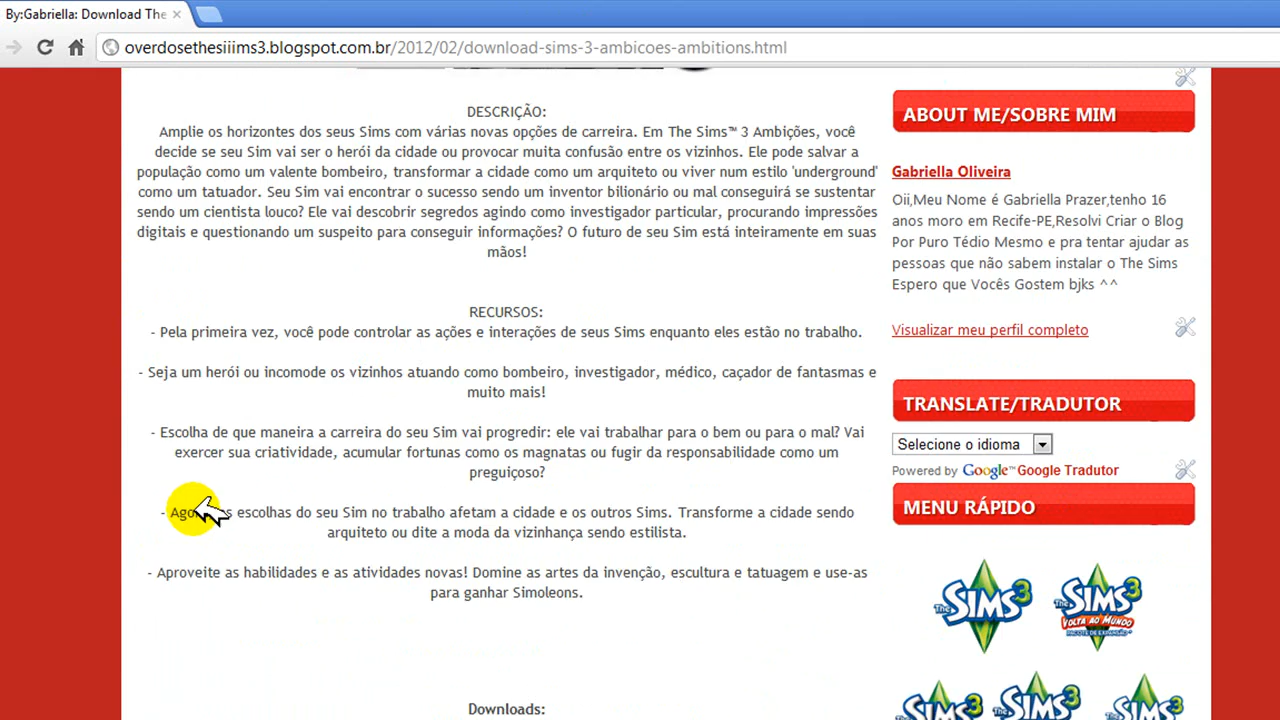 By:Gabriella: Download The
overdosethesiiims3.blogspot.com.br/2012/02/download-sims-3-ambicoes-ambitions.html
DESCRIÇÃO:
Amplie os horizontes dos seus Sims com várias novas opções de carreira. Em The Sims™ 3 Ambições, você
decide se seu Sim vai ser o herói da cidade ou provocar muita confusão entre os vizinhos. Ele pode salvar a
população como um valente bombeiro, transformar a cidade como um arquiteto ou viver num estilo 'underground'
como um tatuador. Seu Sim vai encontrar o sucesso sendo um inventor bilionário ou mal conseguirá se sustentar
sendo um cientista louco? Ele vai descobrir segredos agindo como investigador particular, procurando impressões
digitais e questionando um suspeito para conseguir informações? O futuro de seu Sim está inteiramente em suas
mãos!
RECURSOS:
- Pela primeira vez, você pode controlar as ações e interações de seus Sims enquanto eles estão no trabalho.
- Seja um herói ou incomode os vizinhos atuando como bombeiro, investigador, médico, caçador de fantasmas e
muito mais!
- Escolha de que maneira a carreira do seu Sim vai progredir: ele vai trabalhar para o bem ou para o mal? Vai
exercer sua criatividade, acumular fortunas como os magnatas ou fugir da responsabilidade como um
preguiçoso?
- escolhas do seu Sim no trabalho afetam a cidade e os outros Sims. Transforme a cidade sendo
arquiteto ou dite a moda da vizinhança sendo estilista.
- Aproveite as habilidades e as atividades novas! Domine as artes da invenção, escultura e tatuagem e use-as
para ganhar Simoleons.
Downloads:
ABOUT ME/SOBRE MIM
Gabriella Oliveira
Oii,Meu Nome é Gabriella Prazer,tenho 16
anos moro em Recife-PE,Resolvi Criar o Blog
Por Puro Tédio Mesmo e pra tentar ajudar as
pessoas que não sabem instalar o The Sims
Espero que Vocês Gostem bjks ^^
Visualizar meu perfil completo
TRANSLATE/TRADUTOR
Selecione o idioma
Powered by Google™ Google Tradutor
MENU RÁPIDO
The SIMS 3
The SIMS 3
VOLTA AO MUNDO
PACOTE DE EXPANSÃO
SIMS 3
SIMS 3
SIMS 3